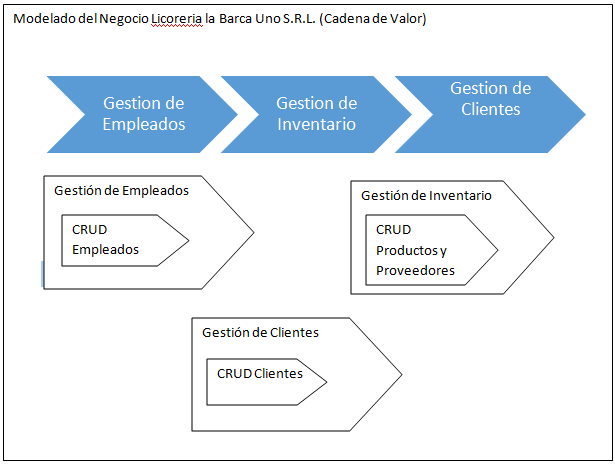 Modelado del Negocio Licoreria la Barca Uno S.R.L. (Cadena de Valor)
Gestion de
Empleados
Gestion de
Inventario
Gestion de
Clientes
Gestión de Empleados
CRUD
Empleados
Gestión de Inventario
CRUD
Productos y
Proveedores
Gestión de Clientes
CRUD Clientes